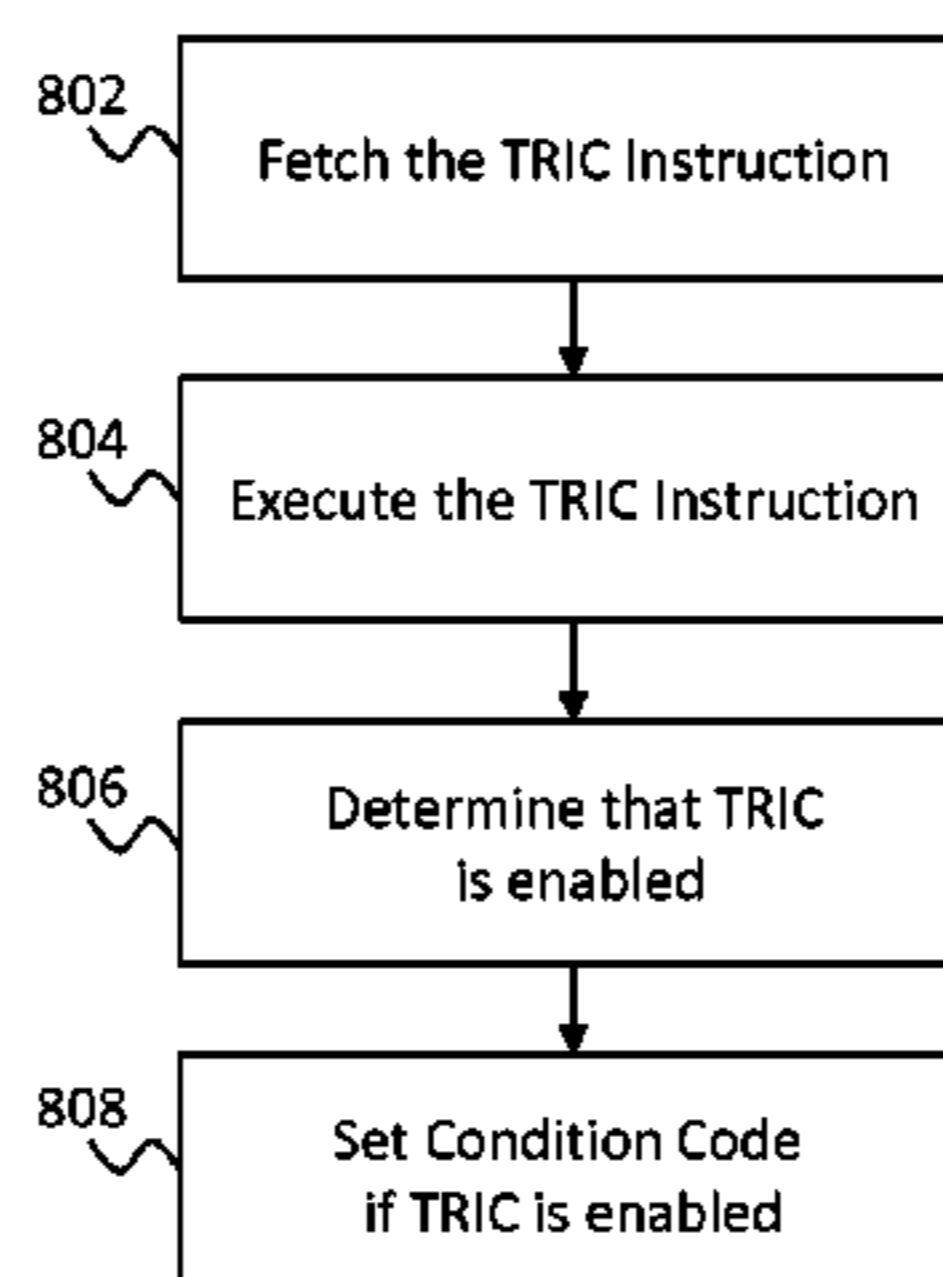 802
Fetch the TRIC Instruction
804
Execute the TRIC Instruction
806
Determine that TRIC
is enabled
808
Set Condition Code
if TRIC is enabled